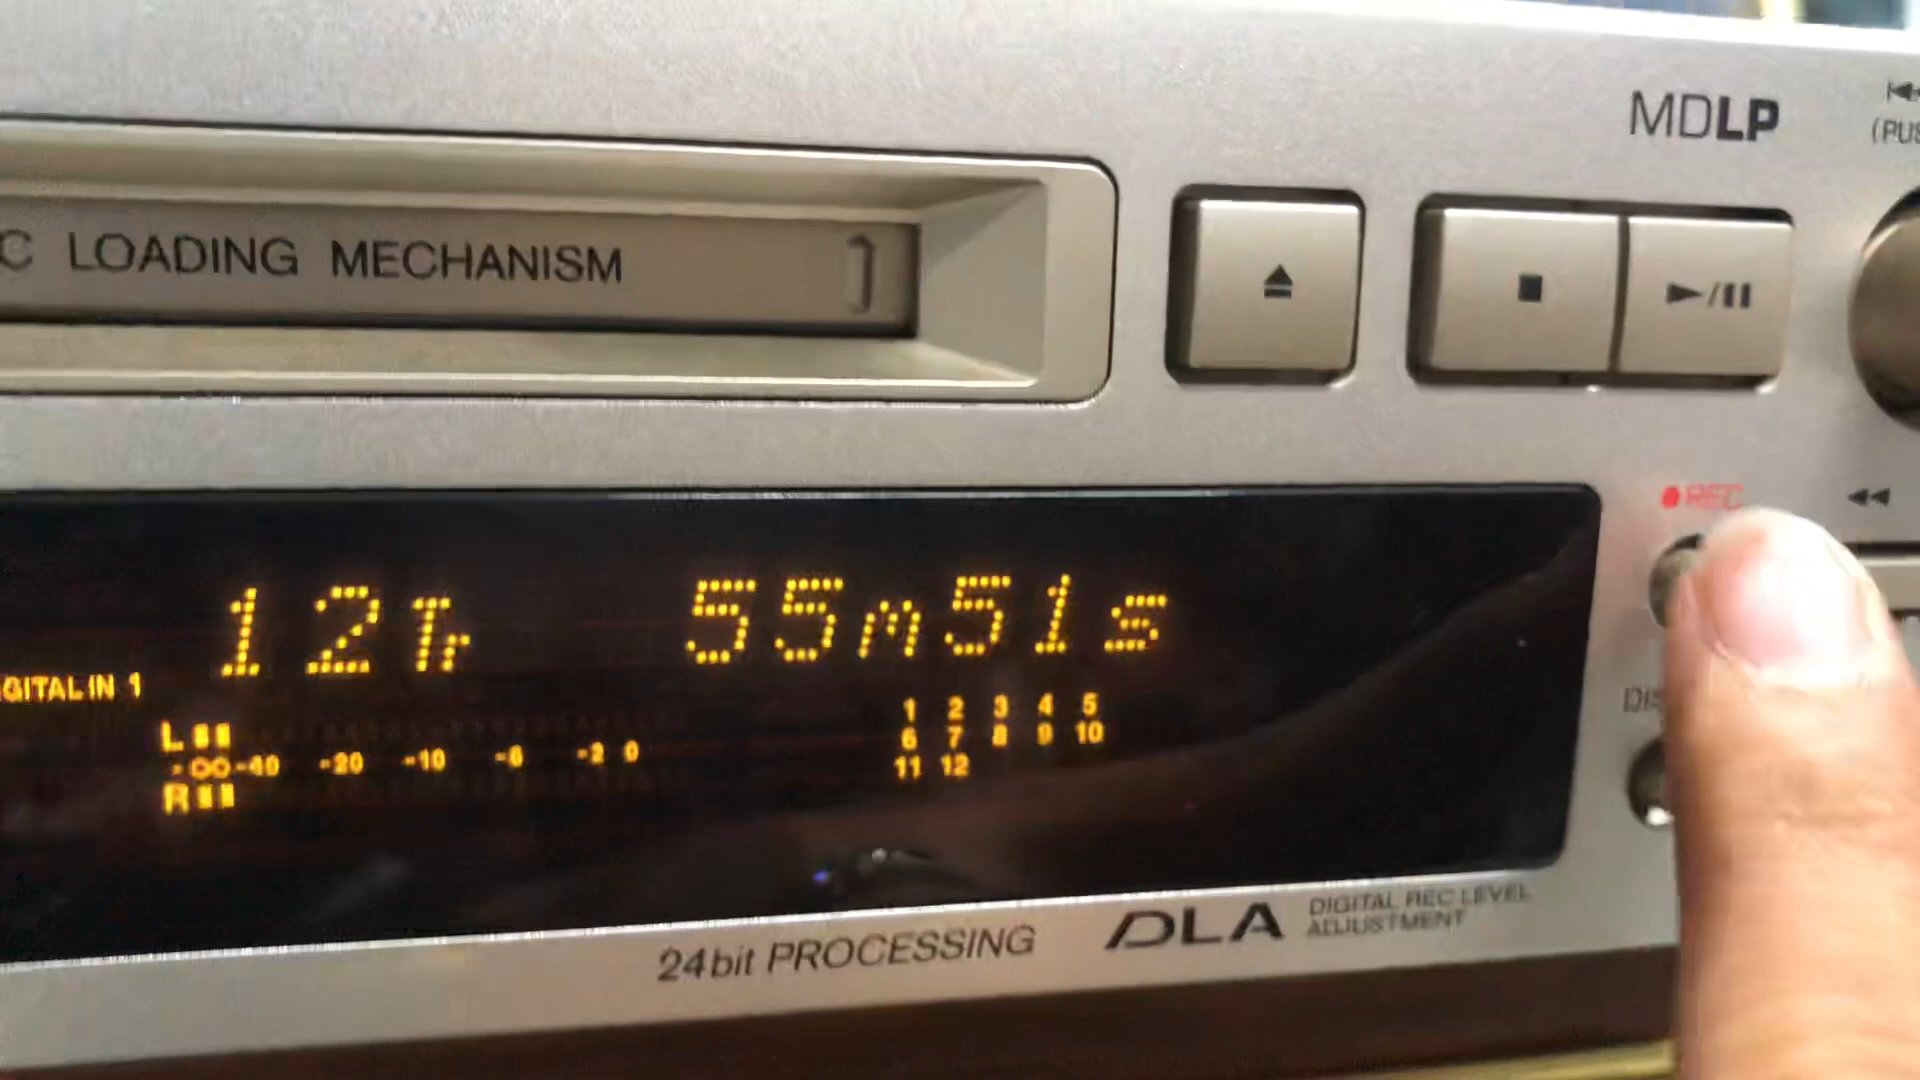 MDLP
(PUS
C LOADING MECHANISM
REC
12Tr 55m51s
GITAL IN 1
L
-∞ -40 -20 -10 -6 -2 0
R
1 2 3 4 5
6 7 8 9 10
11 12
DIS
24bit PROCESSING
DLA
DIGITAL REC LEVEL
ADJUSTMENT